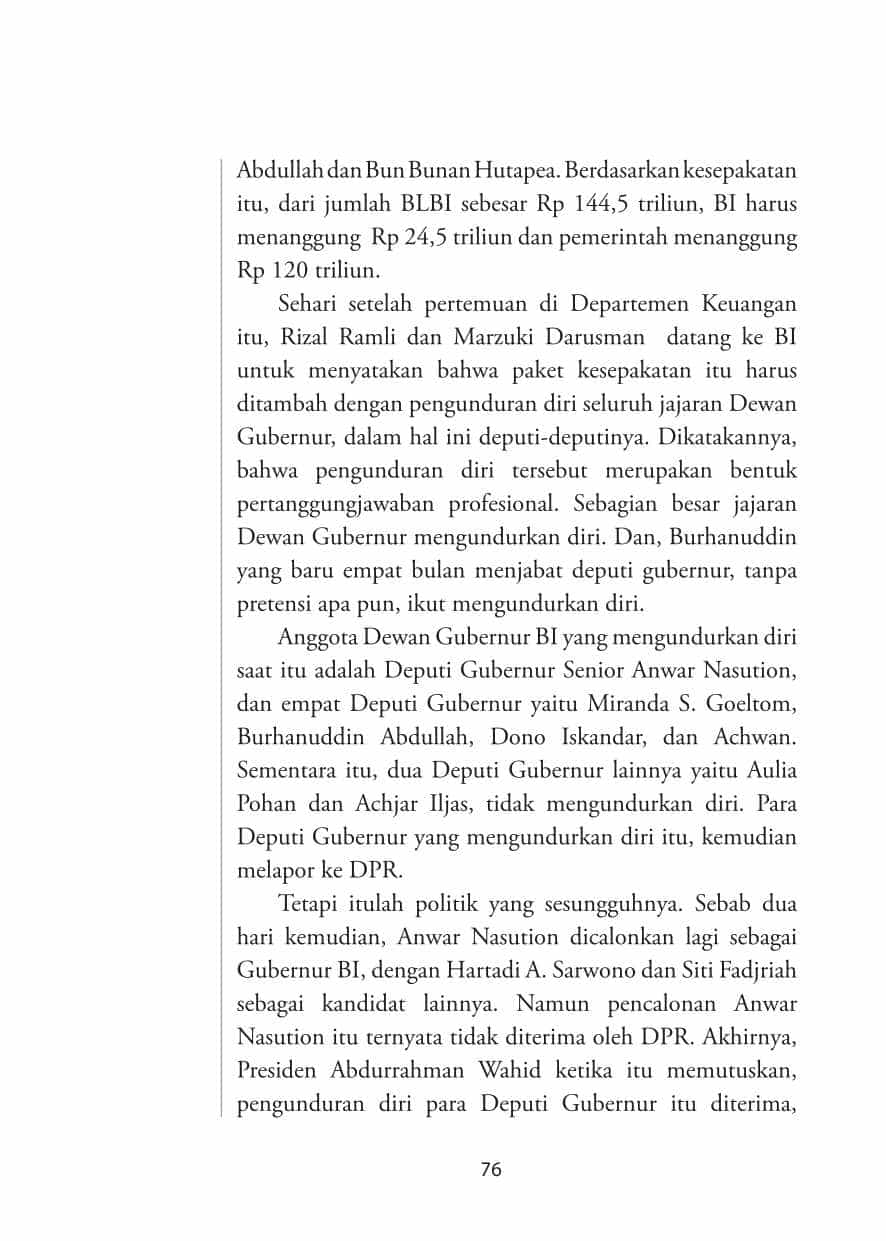 Abdullah dan Bun Bunan Hutapea. Berdasarkan kesepakatan
itu, dari jumlah BLBI sebesar Rp 144,5 triliun, BI harus
menanggung Rp 24,5 triliun dan pemerintah menanggung
Rp 120 triliun.
Sehari setelah pertemuan di Departemen Keuangan
itu, Rizal Ramli dan Marzuki Darusman datang ke BI
untuk menyatakan bahwa paket kesepakatan itu harus
ditambah dengan pengunduran diri seluruh jajaran Dewan
Gubernur, dalam hal ini deputi-deputinya. Dikatakannya,
bahwa pengunduran diri tersebut merupakan bentuk
pertanggungjawaban profesional. Sebagian besar jajaran
Dewan Gubernur mengundurkan diri. Dan, Burhanuddin
yang baru empat bulan menjabat deputi gubernur, tanpa
pretensi apa pun, ikut mengundurkan diri.
Anggota Dewan Gubernur BI yang mengundurkan diri
saat itu adalah Deputi Gubernur Senior Anwar Nasution,
dan empat Deputi Gubernur yaitu Miranda S. Goeltom,
Burhanuddin Abdullah, Dono Iskandar, dan Achwan.
Sementara itu, dua Deputi Gubernur lainnya yaitu Aulia
Pohan dan Achjar Iljas, tidak mengundurkan diri. Para
Deputi Gubernur yang mengundurkan diri itu, kemudian
melapor ke DPR.
Tetapi itulah politik yang sesungguhnya. Sebab dua
hari kemudian, Anwar Nasution dicalonkan lagi sebagai
Gubernur BI, dengan Hartadi A. Sarwono dan Siti Fadjriah
sebagai kandidat lainnya. Namun pencalonan Anwar
Nasution itu ternyata tidak diterima oleh DPR. Akhirnya,
Presiden Abdurrahman Wahid ketika itu memutuskan,
pengunduran diri para Deputi Gubernur itu diterima,
76